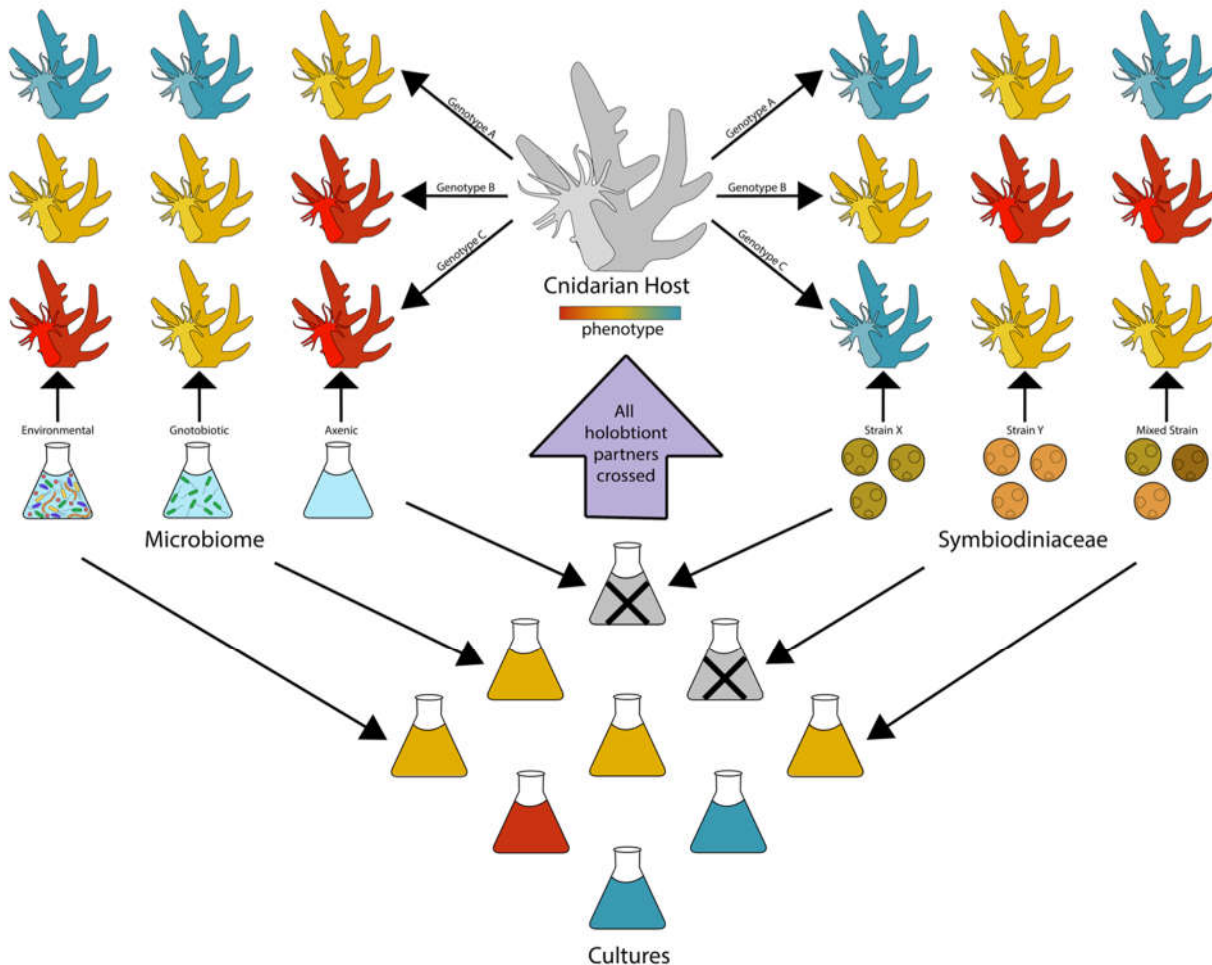 Genotype A
Genotype A
Genotype B
Genotype B
Genotype C
Genotype C
Cnidarian Host
phenotype
All
holobtiont
partners
crossed
Environmental
Gnotobiotic
Axenic
Strain X
Strain Y
Mixed Strain
Microbiome
Symbiodiniaceae
Cultures